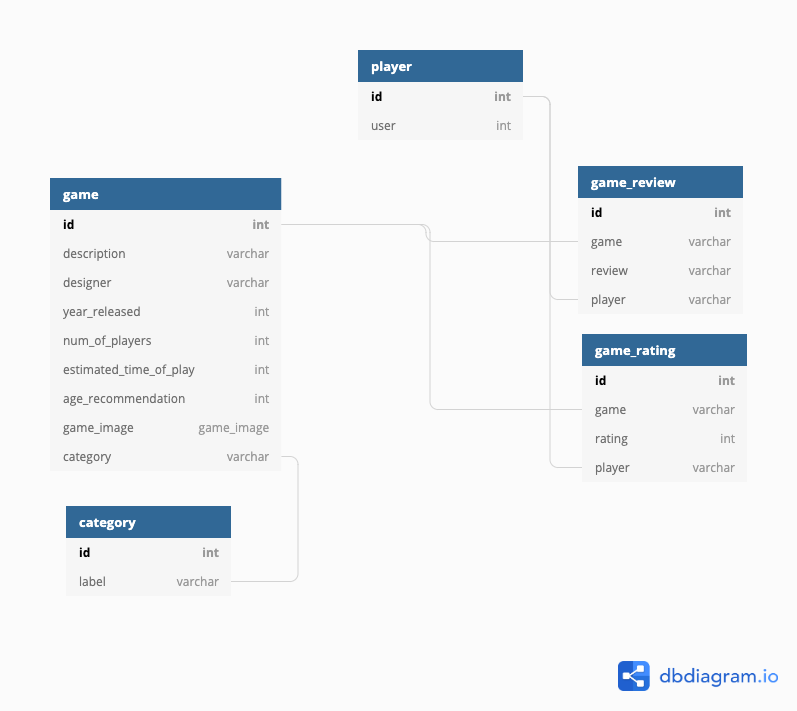 player
id int
user int
game
id int
description varchar
designer varchar
year_released int
num_of_players int
estimated_time_of_play int
age_recommendation int
game_image game_image
category varchar
category
id int
label varchar
game_review
id int
game varchar
review varchar
player varchar
game_rating
id int
game varchar
rating int
player varchar
dbdiagram.io